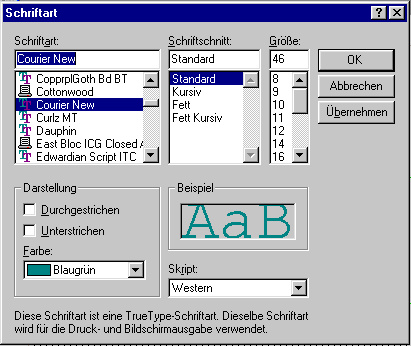 Schriftart
Schriftart:
Schriftschnitt:
Größe:
Courier New
Standard
46
OK
Abbrechen
Übernehmen
CopprplGoth Bd BT
Cottonwood
Courier New
Curlz MT
Dauphin
East Bloc ICG Closed A
Edwardian Script ITC
Standard
Kursiv
Fett
Fett Kursiv
8
9
10
11
12
14
16
Darstellung
Durchgestrichen
Unterstrichen
Farbe:
Blaugrün
Beispiel
AaB
Skript:
Western
Diese Schriftart ist eine TrueType-Schriftart. Dieselbe Schriftart
wird für die Druck- und Bildschirmausgabe verwendet.